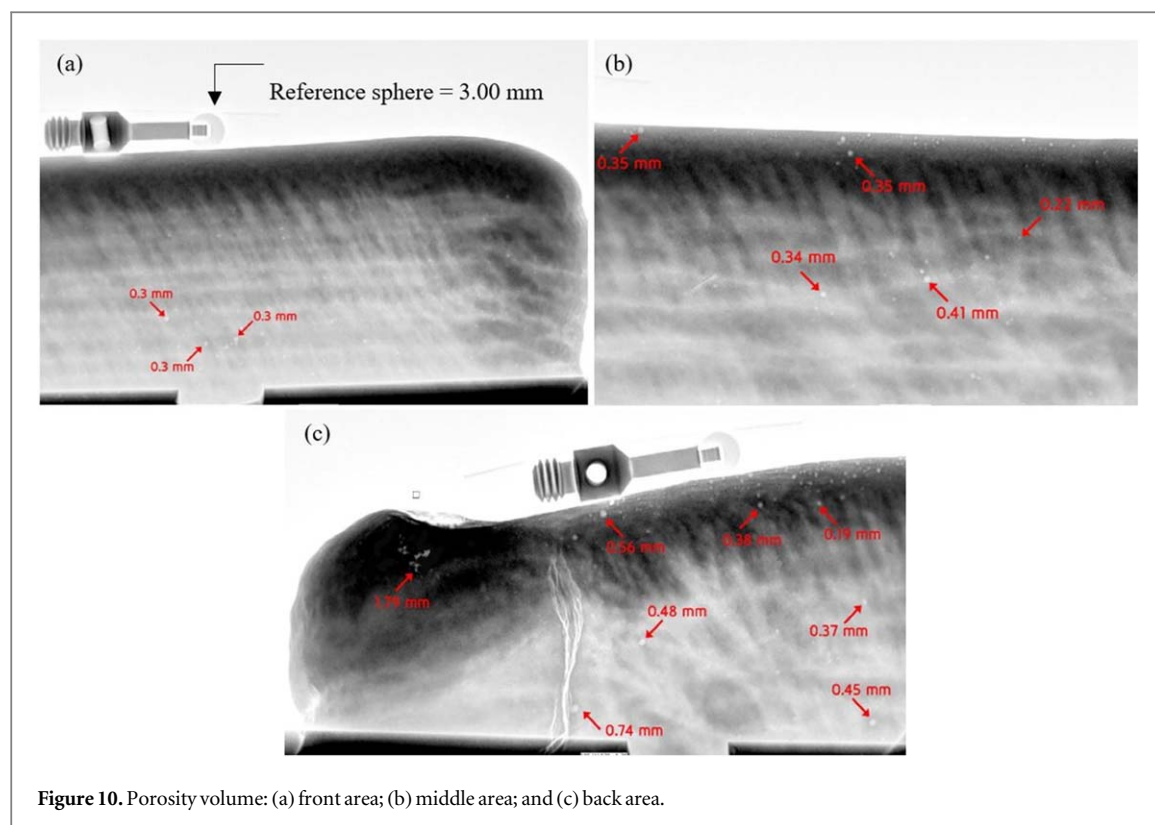 (a)
Reference sphere = 3.00 mm
0.3 mm
0.3 mm
0.3 mm
(b)
0.35 mm
0.35 mm
0.22 mm
0.34 mm
0.41 mm
(c)
0.56 mm
0.38 mm
0.19 mm
1.79 mm
0.48 mm
0.37 mm
0.45 mm
0.74 mm
Figure 10. Porosity volume: (a) front area; (b) middle area; and (c) back area.